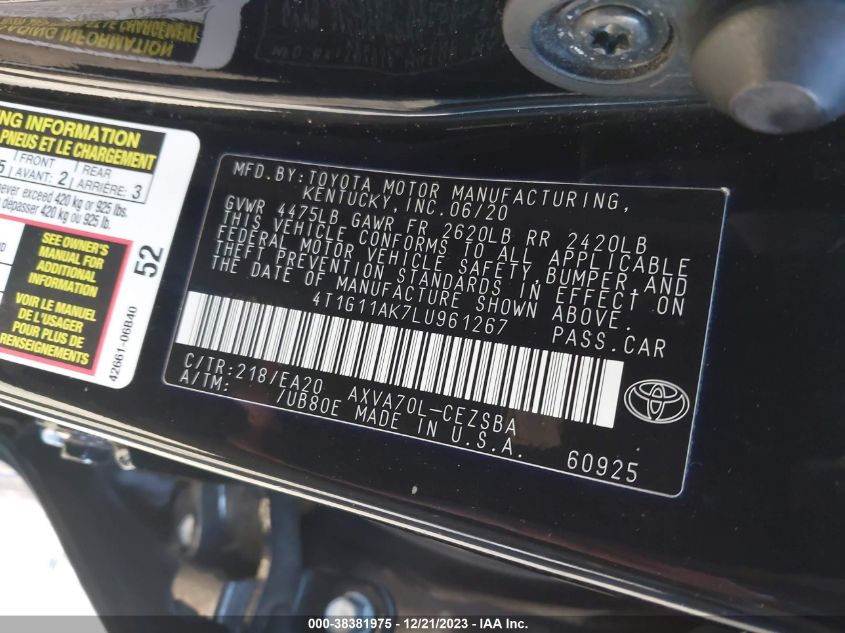 ING INFORMATION
PNEUS ET LE CHARGEMENT
5 FRONT AVANT: 2 REAR ARRIÈRE: 3
never exceed 420 kg or 925 lbs.
dépasser 420 kg ou 925 lb.
SEE OWNER'S
MANUAL FOR
ADDITIONAL
INFORMATION
VOIR LE MANUEL
DE L'USAGER
POUR PLUS DE
RENSEIGNEMENTS
52
42661-06B40
MFD.BY:TOYOTA MOTOR MANUFACTURING,
KENTUCKY, INC.06/20
GVWR 4475LB GAWR FR 2620LB RR 2420LB
THIS VEHICLE CONFORMS TO ALL APPLICABLE
FEDERAL MOTOR VEHICLE SAFETY, BUMPER, AND
THEFT PREVENTION STANDARDS IN EFFECT ON
THE DATE OF MANUFACTURE SHOWN ABOVE.
4T1G11AK7LU961267 PASS.CAR
C/TR:218/EA20 AXVA70L-CEZSBA
A/TM: /UB80E MADE IN U.S.A.
60925
TOYOTA
000-38381975 - 12/21/2023 - IAA